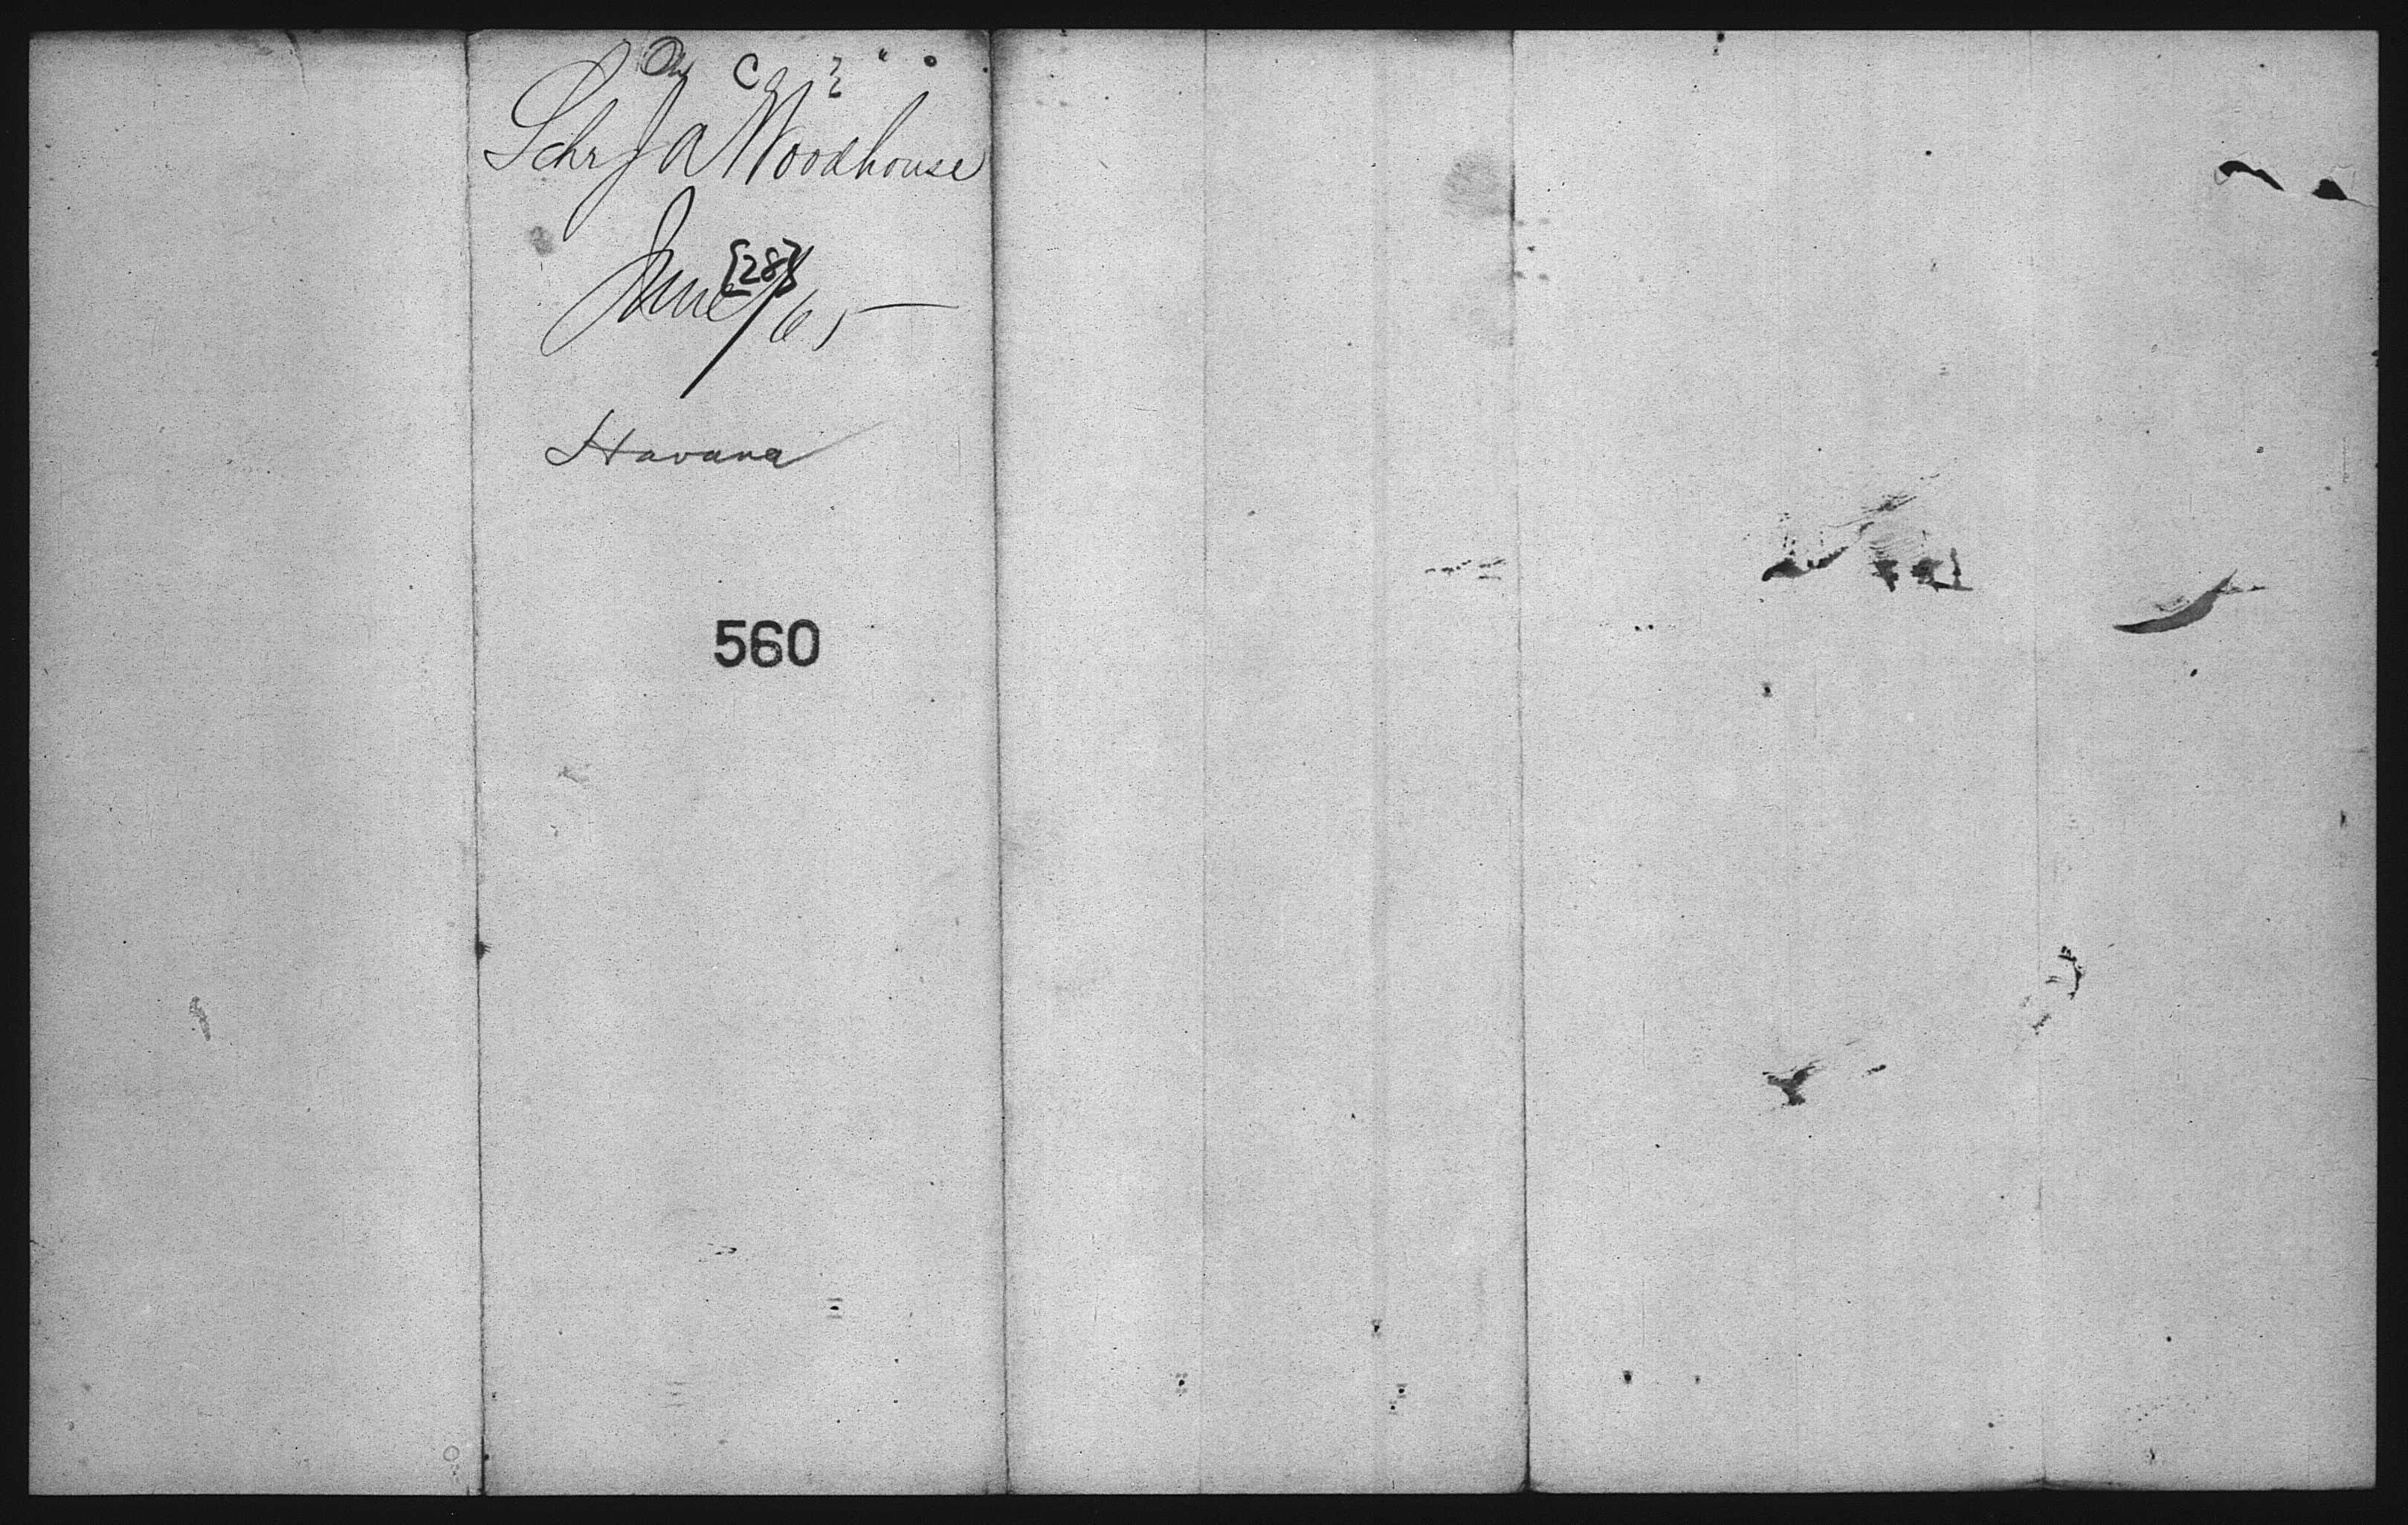 Schr J A Woodhouse
June {28}/65
Havana
560